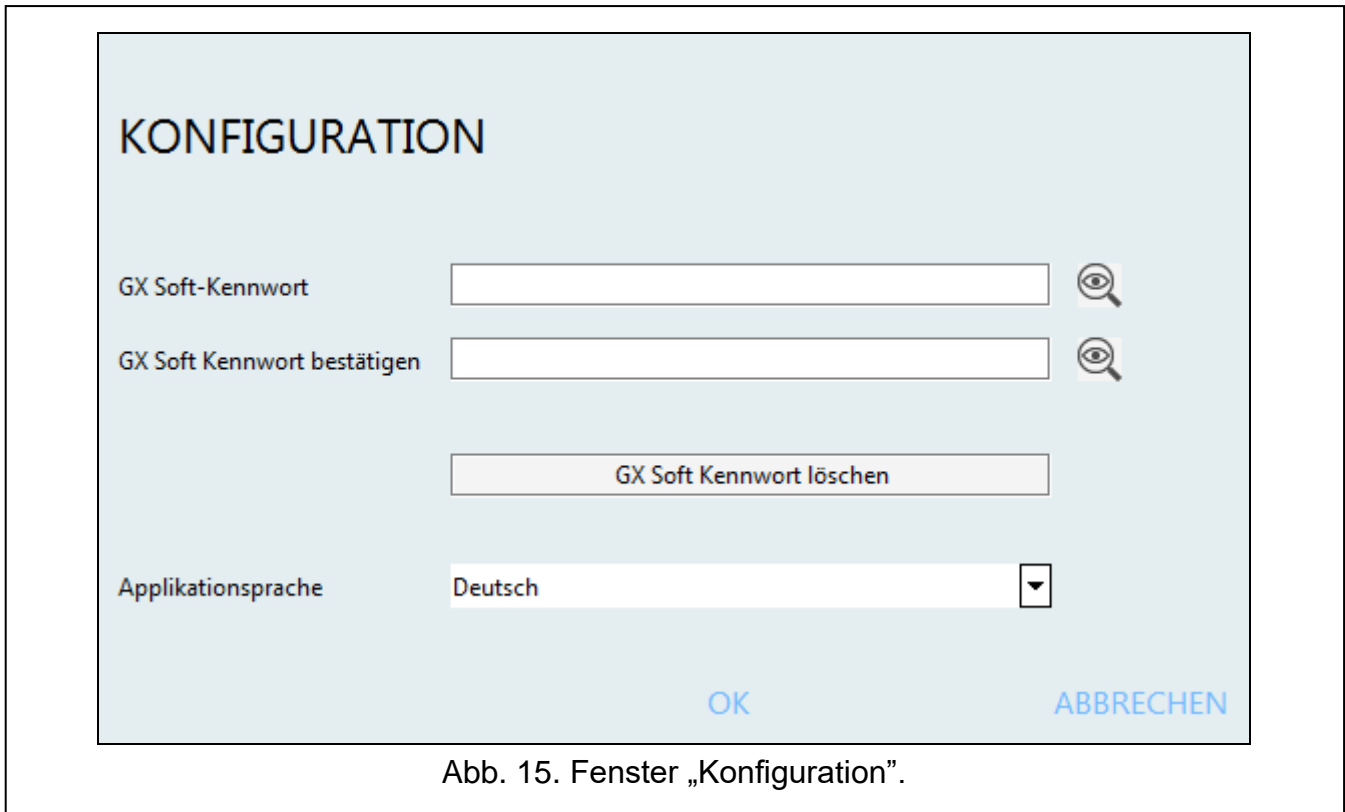 KONFIGURATION
GX Soft-Kennwort
GX Soft Kennwort bestätigen
GX Soft Kennwort löschen
Applikationsprache Deutsch
OK ABBRECHEN
Abb. 15. Fenster „Konfiguration”.